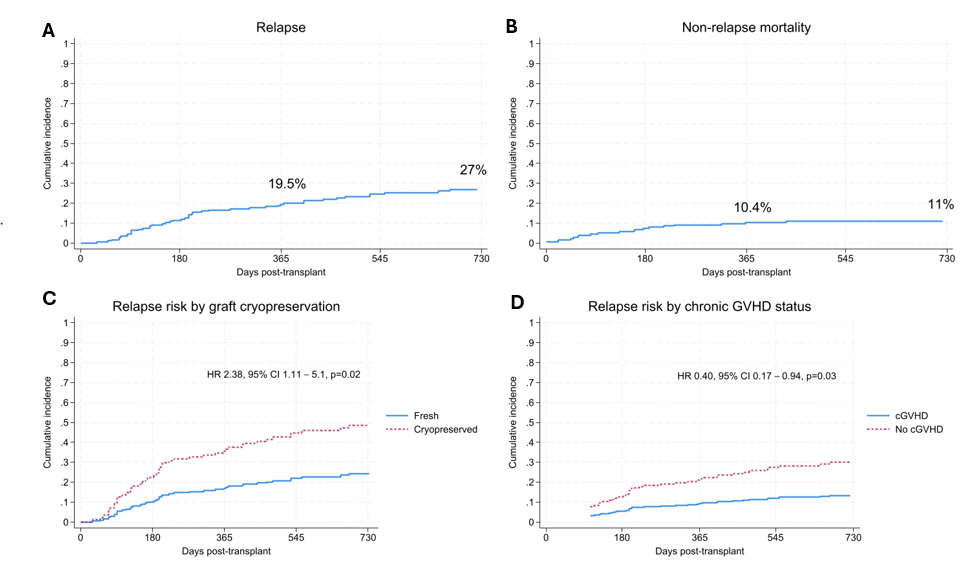 A
Relapse
Cumulative incidence
1
.9
.8
.7
.6
.5
.4
.3
.2
.1
0
19.5%
27%
0 180 365 545 730
Days post-transplant
B
Non-relapse mortality
Cumulative incidence
1
.9
.8
.7
.6
.5
.4
.3
.2
.1
0
10.4%
11%
0 180 365 545 730
Days post-transplant
C
Relapse risk by graft cryopreservation
Cumulative incidence
1
.9
.8
.7
.6
.5
.4
.3
.2
.1
0
HR 2.38, 95% CI 1.11 – 5.1, p=0.02
Fresh
Cryopreserved
0 180 365 545 730
Days post-transplant
D
Relapse risk by chronic GVHD status
Cumulative incidence
1
.9
.8
.7
.6
.5
.4
.3
.2
.1
0
HR 0.40, 95% CI 0.17 – 0.94, p=0.03
cGVHD
No cGVHD
0 180 365 545 730
Days post-transplant